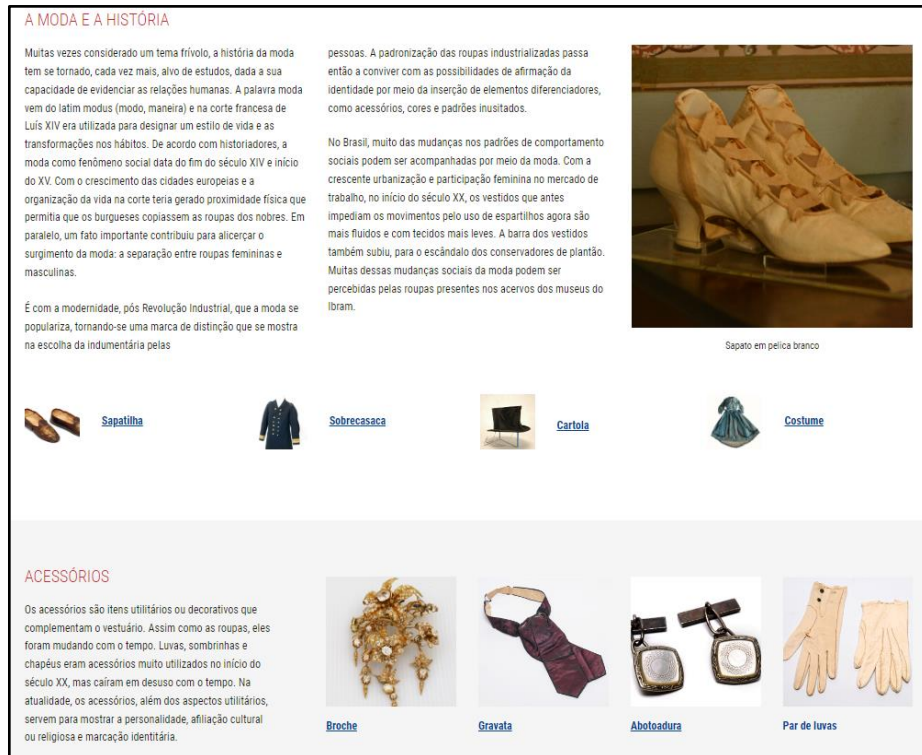 A MODA E A HISTÓRIA
Muitas vezes considerado um tema frívolo, a história da moda
tem se tornado, cada vez mais, alvo de estudos, dada a sua
capacidade de evidenciar as relações humanas. A palavra moda
vem do latim modus (modo, maneira) e na corte francesa de
Luís XIV era utilizada para designar um estilo de vida e as
transformações nos hábitos. De acordo com historiadores, a
moda como fenômeno social data do fim do século XIV e início
do XV. Com o crescimento das cidades europeias e a
organização da vida na corte teria gerado proximidade física que
permitia que os burgueses copiassem as roupas dos nobres. Em
paralelo, um fato importante contribuiu para alicerçar o
surgimento da moda: a separação entre roupas femininas e
masculinas.
É com a modernidade, pós Revolução Industrial, que a moda se
populariza, tornando-se uma marca de distinção que se mostra
na escolha da indumentária pelas
pessoas. A padronização das roupas industrializadas passa
então a conviver com as possibilidades de afirmação da
identidade por meio da inserção de elementos diferenciadores,
como acessórios, cores e padrões inusitados.
No Brasil, muito das mudanças nos padrões de comportamento
sociais podem ser acompanhadas por meio da moda. Com a
crescente urbanização e participação feminina no mercado de
trabalho, no início do século XX, os vestidos que antes
impediam os movimentos pelo uso de espartilhos agora são
mais fluidos e com tecidos mais leves. A barra dos vestidos
também subiu, para o escândalo dos conservadores de plantão.
Muitas dessas mudanças sociais da moda podem ser
percebidas pelas roupas presentes nos acervos dos museus do
Ibram.
Sapato em pelica branco
Sapatilha
Sobrecasaca
Cartola
Costume
ACESSÓRIOS
Os acessórios são itens utilitários ou decorativos que
complementam o vestuário. Assim como as roupas, eles
foram mudando com o tempo. Luvas, sombrinhas e
chapéus eram acessórios muito utilizados no início do
século XX, mas caíram em desuso com o tempo. Na
atualidade, os acessórios, além dos aspectos utilitários,
servem para mostrar a personalidade, afiliação cultural
ou religiosa e marcação identitária.
Broche
Gravata
Abotoadura
Par de luvas